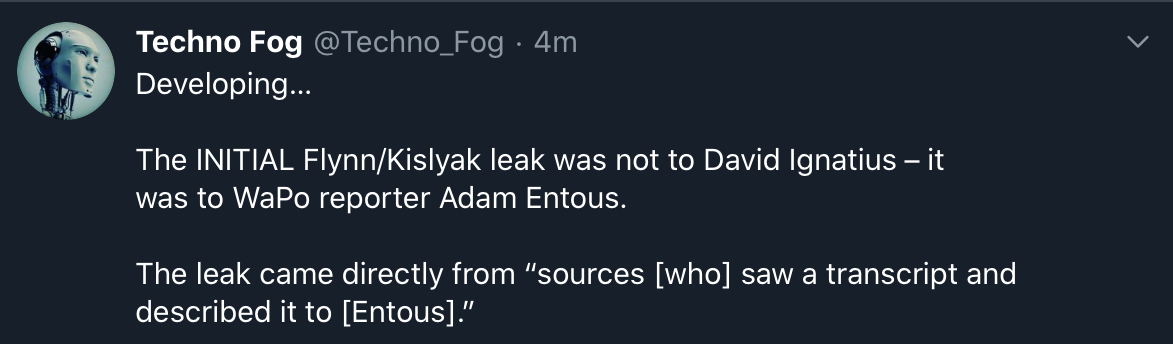 Techno Fog @Techno_Fog · 4m
Developing...
The INITIAL Flynn/Kislyak leak was not to David Ignatius – it
was to WaPo reporter Adam Entous.
The leak came directly from “sources [who] saw a transcript and
described it to [Entous].”